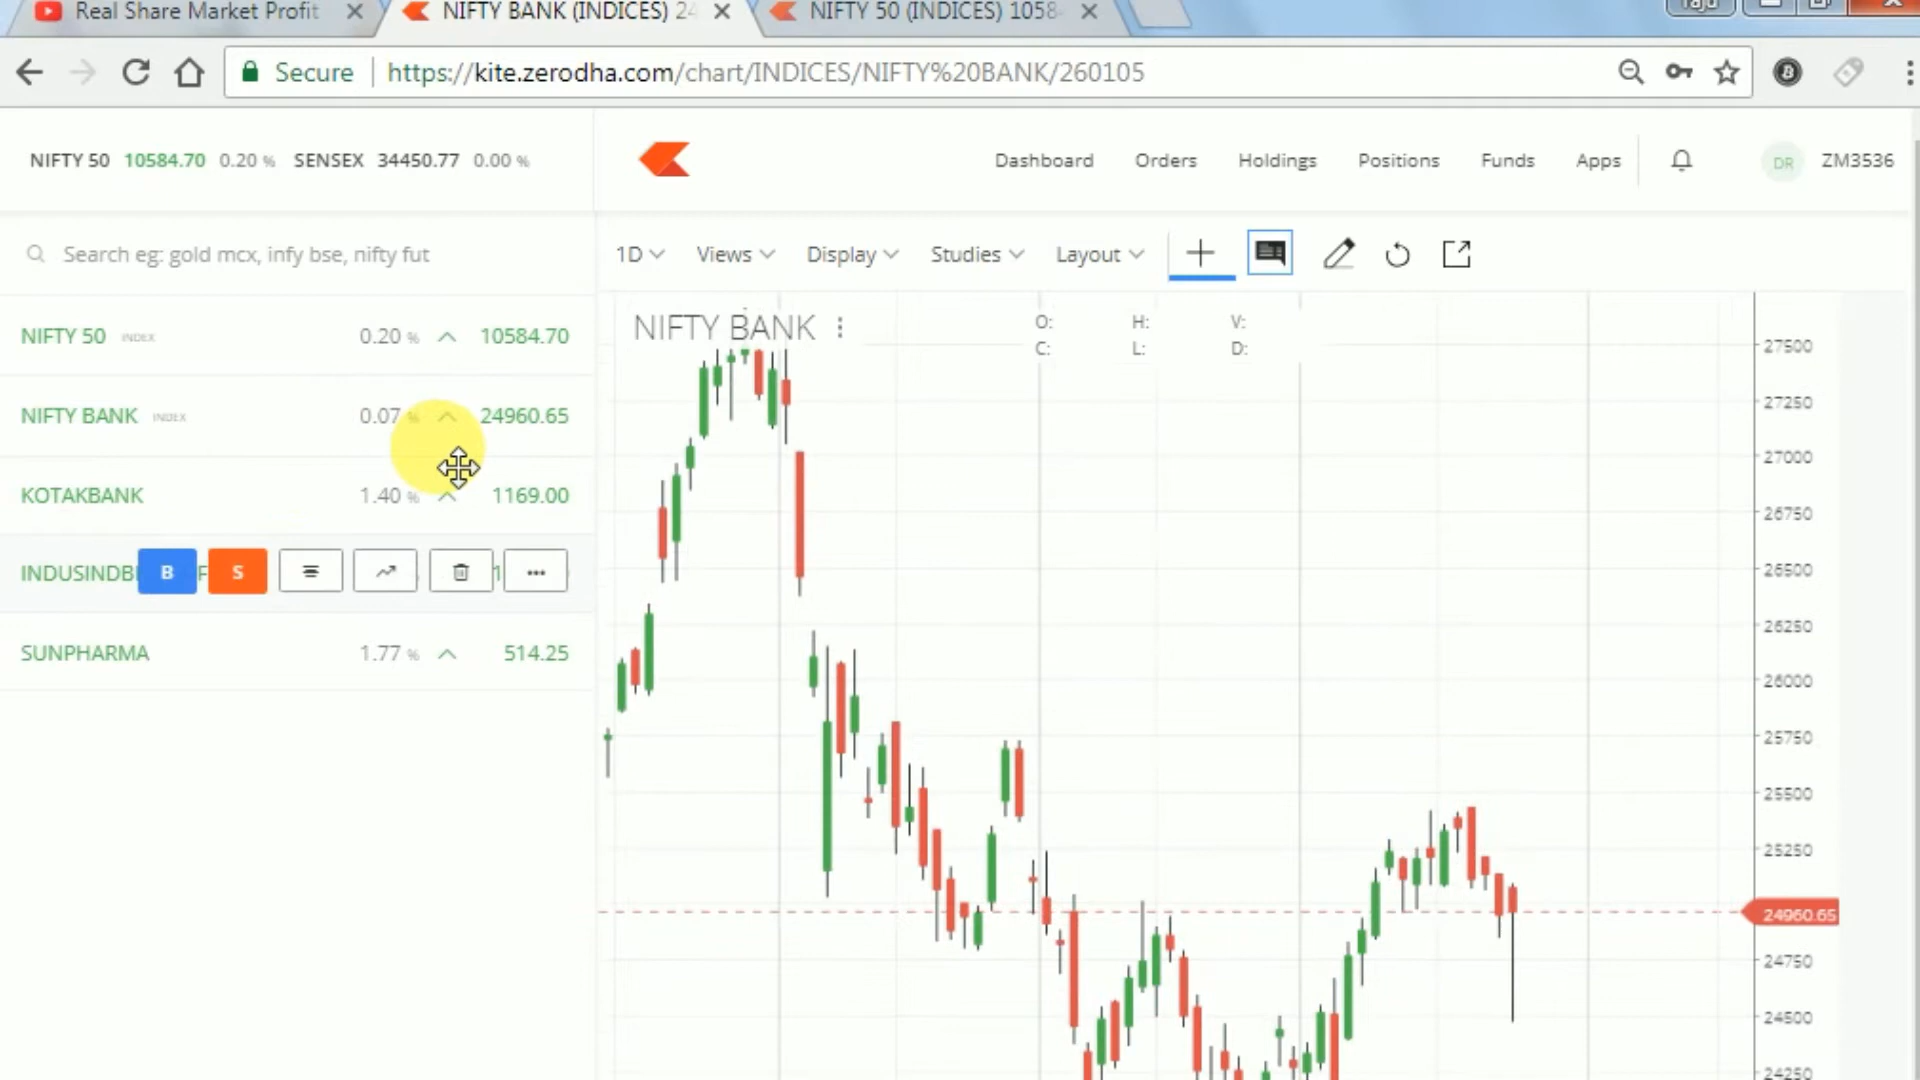 Real Share Market Profit
NIFTY BANK (INDICES) 24
NIFTY 50 (INDICES) 1058
Secure
https://kite.zerodha.com/chart/INDICES/NIFTY%20BANK/260105
NIFTY 50 10584.70 0.20 % SENSEX 34450.77 0.00 %
Dashboard Orders Holdings Positions Funds Apps
DR ZM3536
Search eg: gold mcx, infy bse, nifty fut
1D Views Display Studies Layout
NIFTY 50 INDEX 0.20 % 10584.70
NIFTY BANK INDEX 0.07 % 24960.65
KOTAKBANK 1.40 % 1169.00
INDUSINDB B F S 1
SUNPHARMA 1.77 % 514.25
NIFTY BANK
O: H: V:
C: L: D:
27500
27250
27000
26750
26500
26250
26000
25750
25500
25250
24960.65
24750
24500
24250